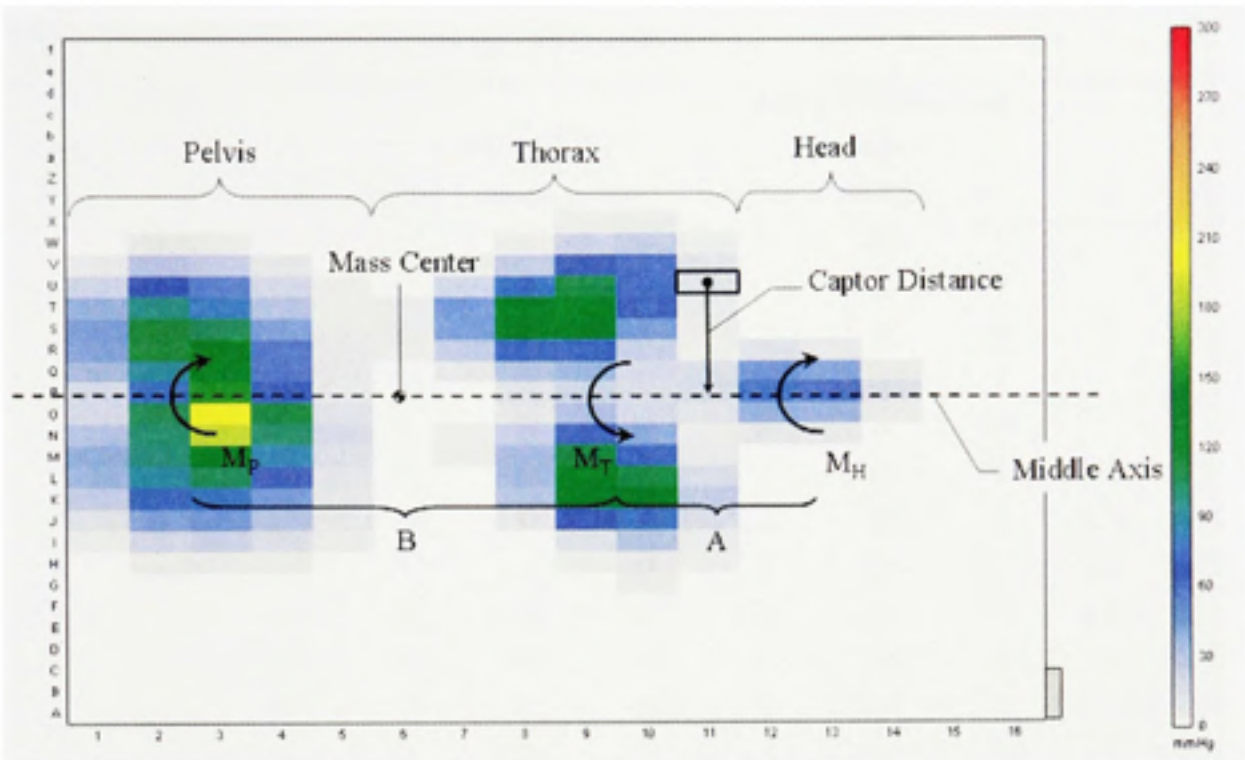 Pelvis
Thorax
Head
Mass Center
Captor Distance
M_P
M_T
M_H
Middle Axis
B
A
f
e
d
c
b
a
Z
Y
X
W
V
U
T
S
R
Q
P
O
N
M
L
K
J
I
H
G
F
E
D
C
B
A
1 2 3 4 5 6 7 8 9 10 11 12 13 14 15 16
300
270
240
210
180
150
120
90
60
30
0
mmHg